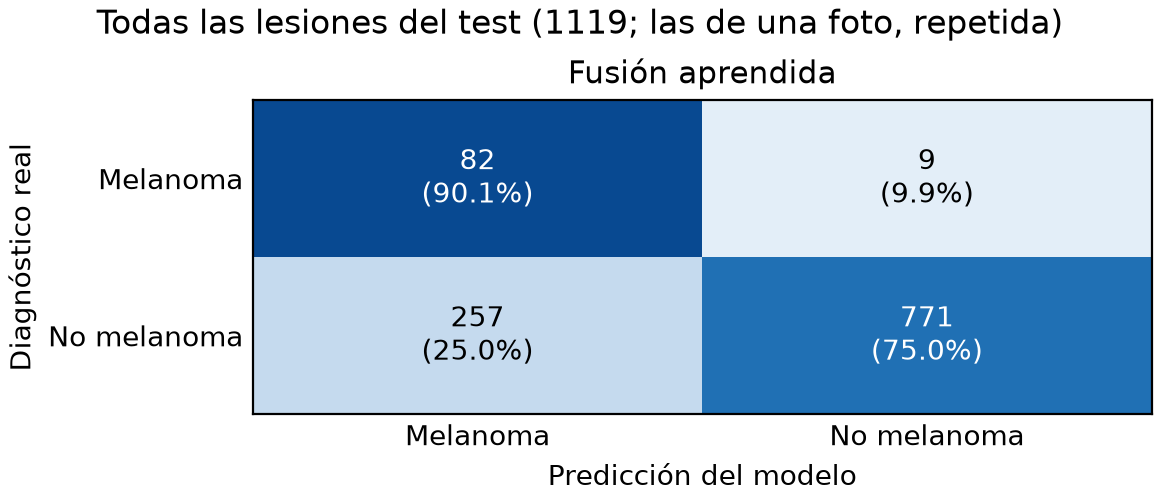 Todas las lesiones del test (1119; las de una foto, repetida)
Fusión aprendida
Diagnóstico real
Melanoma
82
(90.1%)
9
(9.9%)
No melanoma
257
(25.0%)
771
(75.0%)
Melanoma
No melanoma
Predicción del modelo